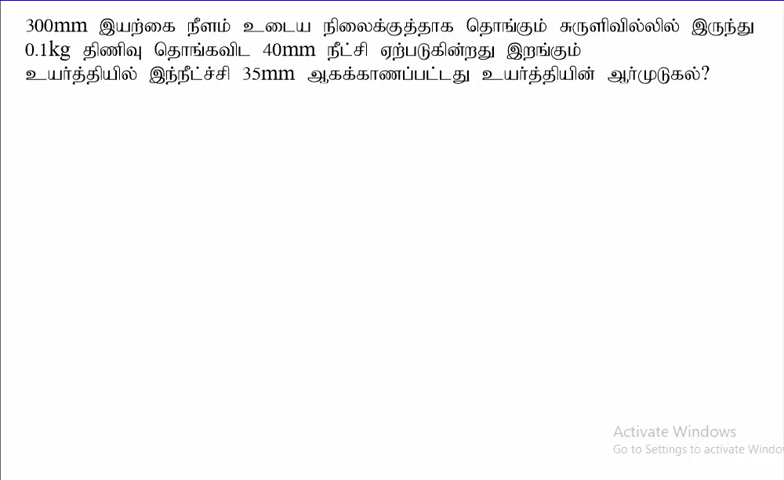 300mm இயற்கை நீளம் உடைய நிலைக்குத்தாக தொங்கும் சுருளிவில்லில் இருந்து
0.1kg திணிவு தொங்கவிட 40mm நீட்சி ஏற்படுகின்றது இறங்கும்
உயர்த்தியில் இந்நீட்ச்சி 35mm ஆகக்காணப்பட்டது உயர்த்தியின் ஆர்முடுகல்?
Activate Windows
Go to Settings to activate Windo